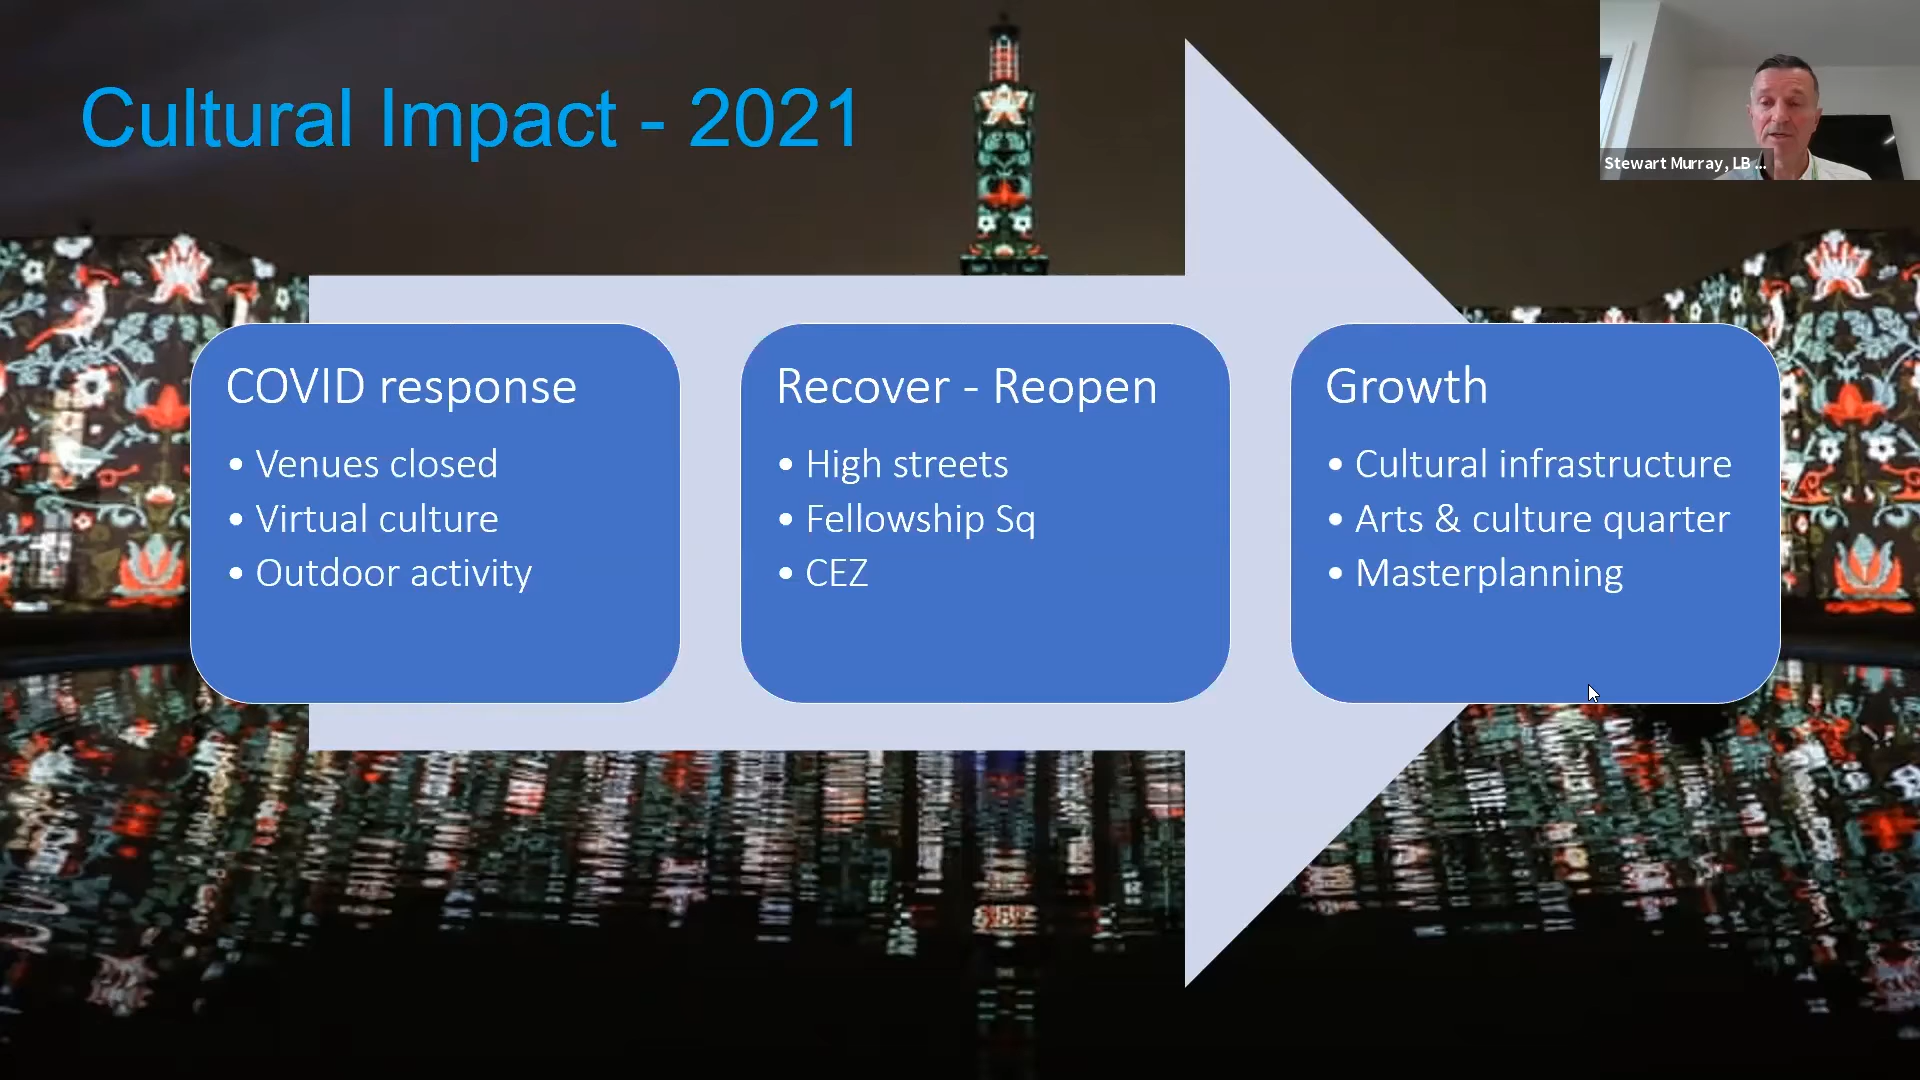 Cultural Impact - 2021
Stewart Murray, LB ...
COVID response
• Venues closed
• Virtual culture
• Outdoor activity
Recover - Reopen
• High streets
• Fellowship Sq
• CEZ
Growth
• Cultural infrastructure
• Arts & culture quarter
• Masterplanning